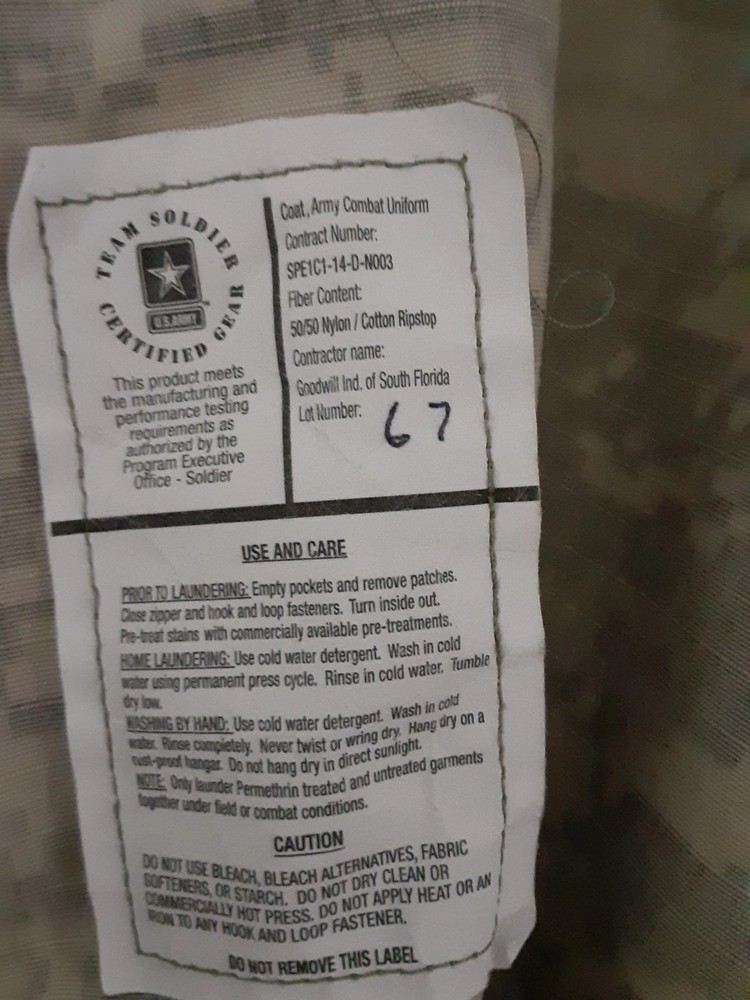 TEAM SOLDIER
U.S.ARMY
CERTIFIED GEAR
This product meets
the manufacturing and
performance testing
requirements as
authorized by the
Program Executive
Office - Soldier
Coat, Army Combat Uniform
Contract Number:
SPE1C1-14-D-N003
Fiber Content:
50/50 Nylon / Cotton Ripstop
Contractor name:
Goodwill Ind. of South Florida
Lot Number: 67
USE AND CARE
PRIOR TO LAUNDERING: Empty pockets and remove patches.
Close zipper and hook and loop fasteners. Turn inside out.
Pre-treat stains with commercially available pre-treatments.
HOME LAUNDERING: Use cold water detergent. Wash in cold
water using permanent press cycle. Rinse in cold water. Tumble
dry low.
WASHING BY HAND: Use cold water detergent. Wash in cold
water. Rinse completely. Never twist or wring dry. Hang dry on a
rust-proof hangar. Do not hang dry in direct sunlight.
NOTE: Only launder Permethrin treated and untreated garments
together under field or combat conditions.
CAUTION
DO NOT USE BLEACH, BLEACH ALTERNATIVES, FABRIC
SOFTENERS, OR STARCH. DO NOT DRY CLEAN OR
COMMERCIALLY HOT PRESS. DO NOT APPLY HEAT OR AN
IRON TO ANY HOOK AND LOOP FASTENER.
DO NOT REMOVE THIS LABEL